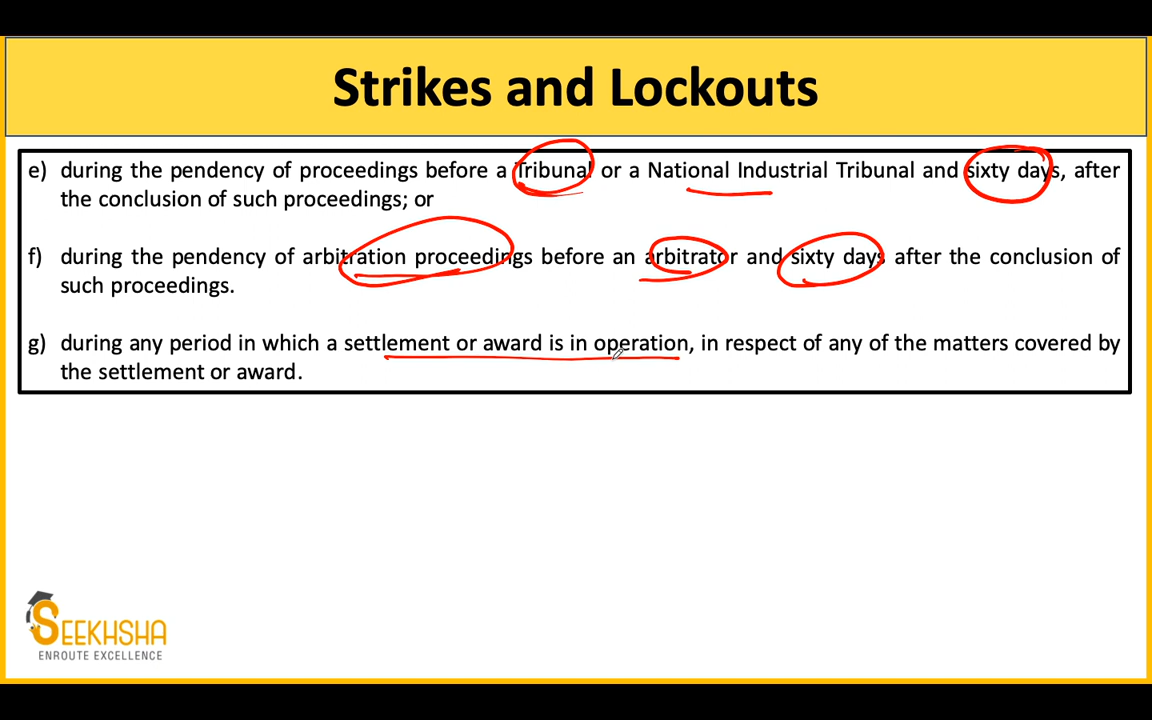 Strikes and Lockouts
e) during the pendency of proceedings before a Tribunal or a National Industrial Tribunal and sixty days, after
the conclusion of such proceedings; or
f) during the pendency of arbitration proceedings before an arbitrator and sixty days after the conclusion of
such proceedings.
g) during any period in which a settlement or award is in operation, in respect of any of the matters covered by
the settlement or award.
SEEKHSHA
ENROUTE EXCELLENCE